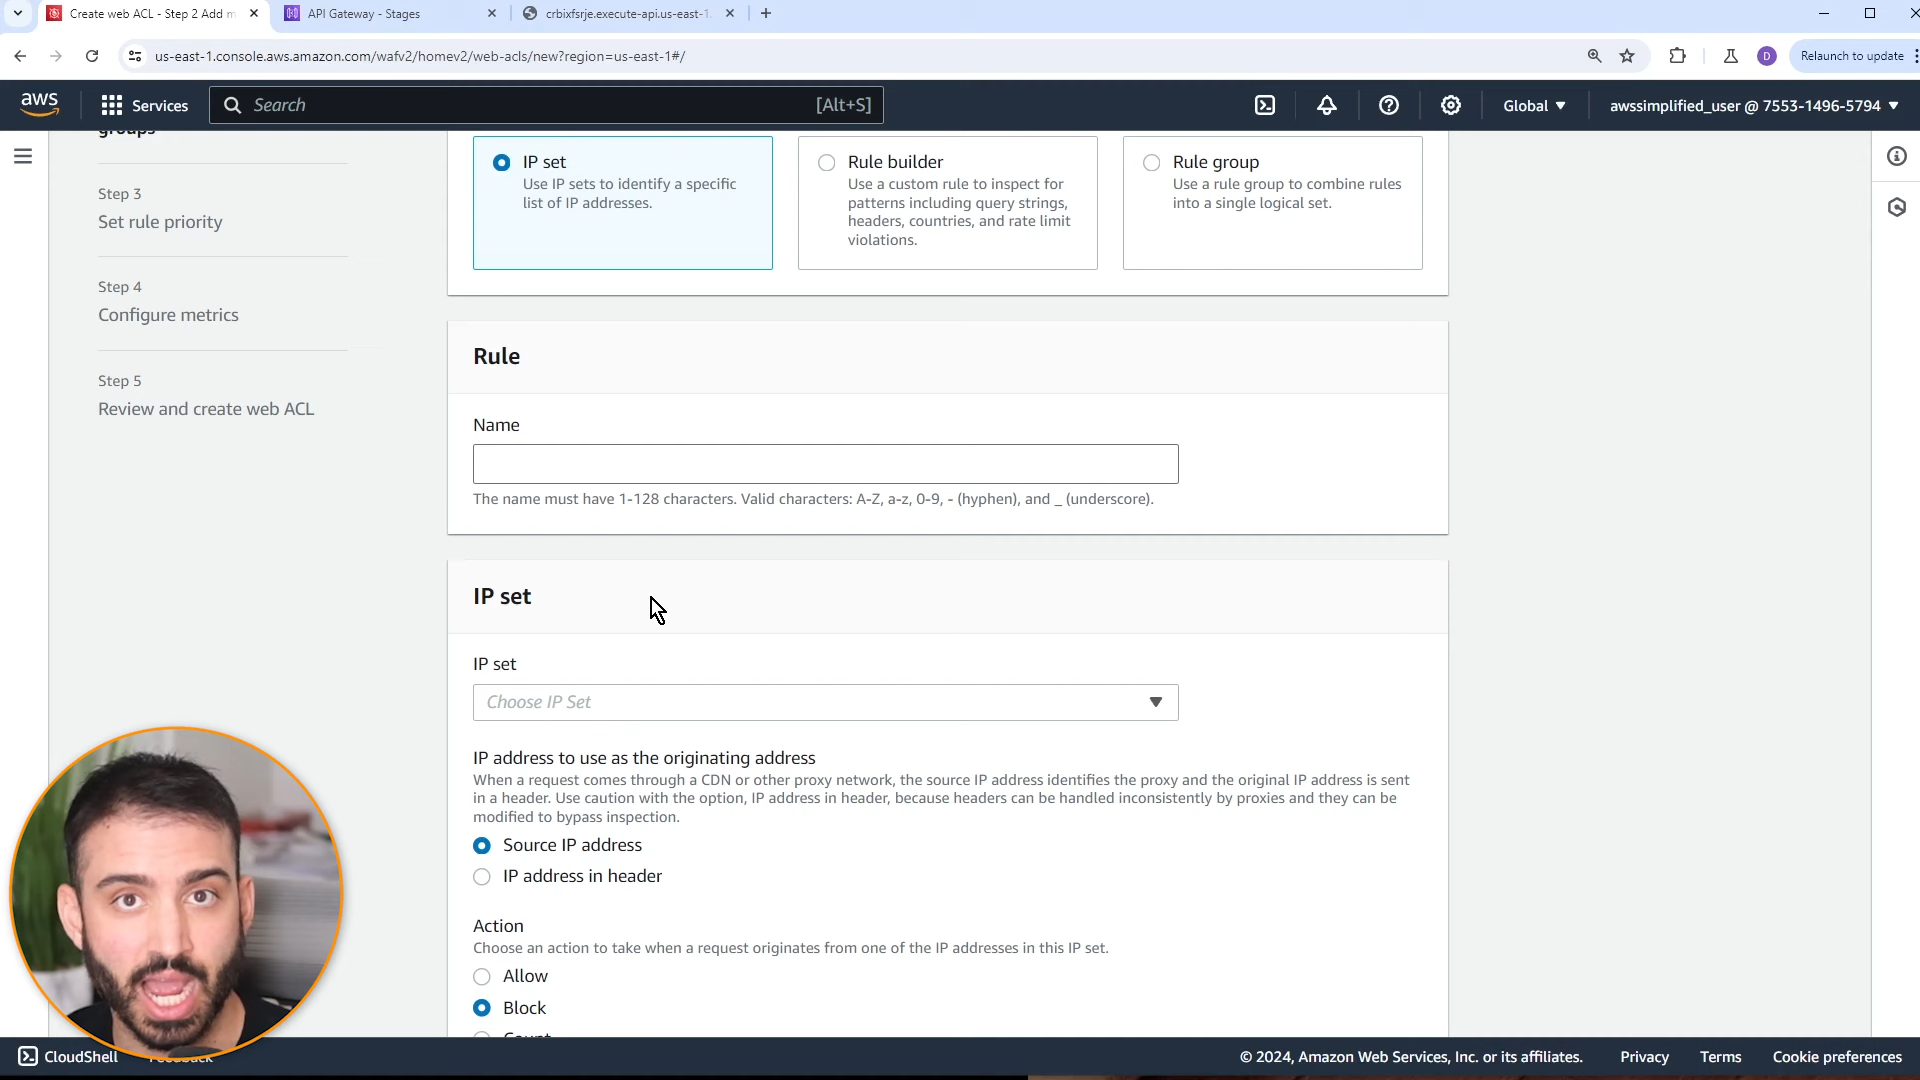 Create web ACL - Step 2 Add m
API Gateway - Stages
crbixfsrje.execute-api.us-east-1
us-east-1.console.aws.amazon.com/wafv2/homev2/web-acls/new?region=us-east-1#/
D
Relaunch to update
aws
Services
Search
[Alt+S]
Global
awssimplified_user @ 7553-1496-5794
groups
Step 3
Set rule priority
Step 4
Configure metrics
Step 5
Review and create web ACL
IP set
Use IP sets to identify a specific
list of IP addresses.
Rule builder
Use a custom rule to inspect for
patterns including query strings,
headers, countries, and rate limit
violations.
Rule group
Use a rule group to combine rules
into a single logical set.
Rule
Name
The name must have 1-128 characters. Valid characters: A-Z, a-z, 0-9, - (hyphen), and _ (underscore).
IP set
IP set
Choose IP Set
IP address to use as the originating address
When a request comes through a CDN or other proxy network, the source IP address identifies the proxy and the original IP address is sent
in a header. Use caution with the option, IP address in header, because headers can be handled inconsistently by proxies and they can be
modified to bypass inspection.
Source IP address
IP address in header
Action
Choose an action to take when a request originates from one of the IP addresses in this IP set.
Allow
Block
Count
CloudShell
Feedback
© 2024, Amazon Web Services, Inc. or its affiliates.
Privacy
Terms
Cookie preferences